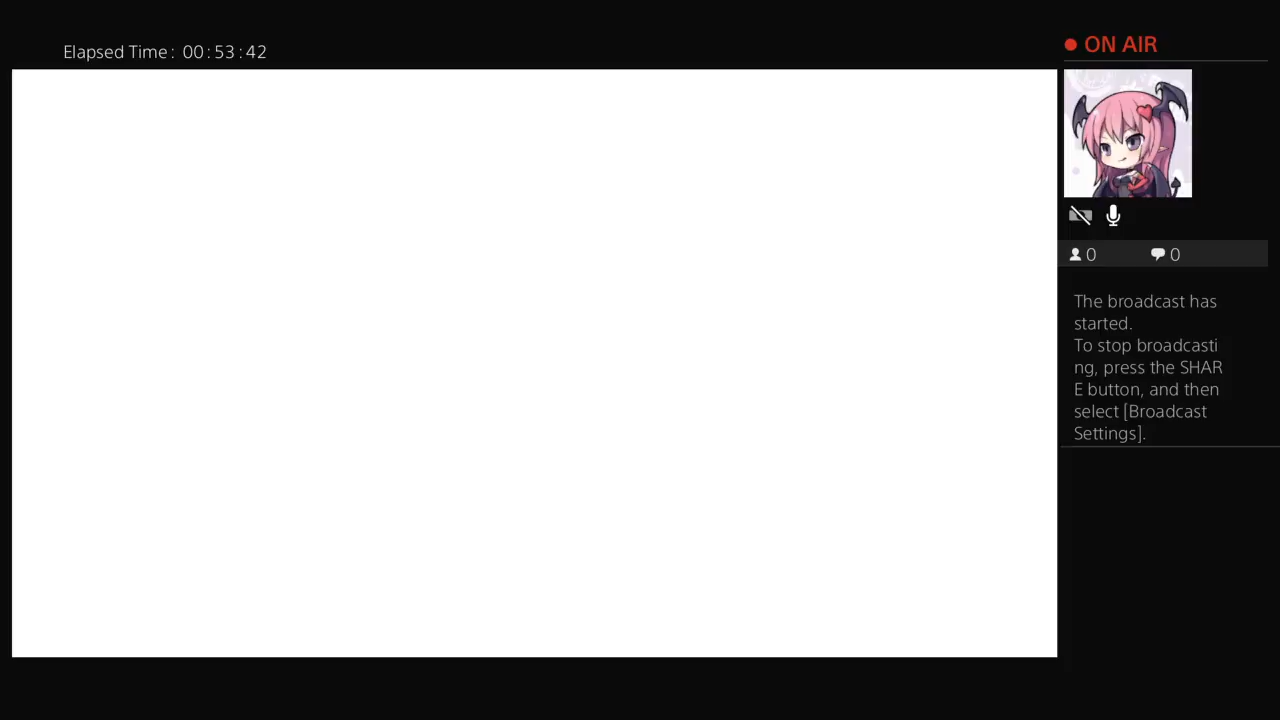 Elapsed Time: 00:53:42
ON AIR
0 0
The broadcast has
started.
To stop broadcasti
ng, press the SHAR
E button, and then
select [Broadcast
Settings].